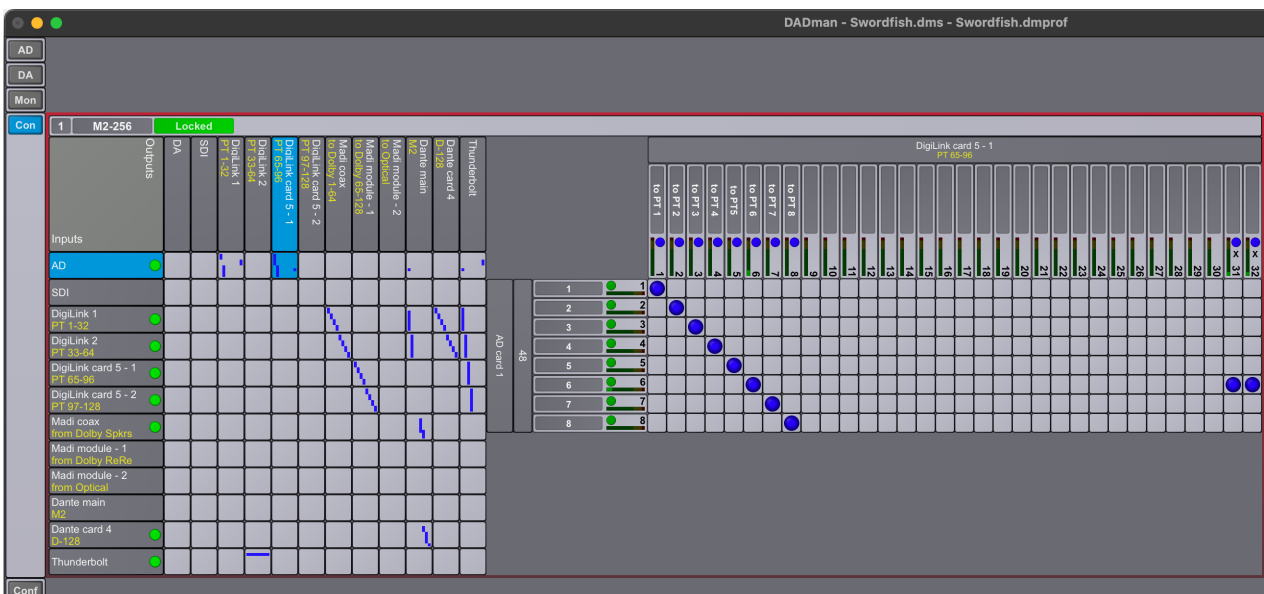 DADman - Swordfish.dms - Swordfish.dmprof
AD
DA
Mon
Con
1 M2-256 Locked
Outputs
Inputs
DA
SDI
DigiLink 1
PT 1-32
DigiLink 2
PT 33-64
DigiLink card 5 - 1
PT 65-96
DigiLink card 5 - 2
PT 97-128
Madi coax
to Dolby 1-64
Madi module - 1
to Dolby 65-128
Madi module - 2
to Optical
Dante main
M2
Dante card 4
D-128
Thunderbolt
AD
SDI
DigiLink 1
PT 1-32
DigiLink 2
PT 33-64
DigiLink card 5 - 1
PT 65-96
DigiLink card 5 - 2
PT 97-128
Madi coax
from Dolby Spkrs
Madi module - 1
from Dolby ReRe
Madi module - 2
from Optical
Dante main
M2
Dante card 4
D-128
Thunderbolt
DigiLink card 5 - 1
PT 65-96
to PT 1
to PT 2
to PT 3
to PT 4
to PT5
to PT 6
to PT 7
to PT 8
x x
1 2 3 4 5 6 7 8 9 10 11 12 13 14 15 16 17 18 19 20 21 22 23 24 25 26 27 28 29 30 31 32
AD card 1
48
1 1
2 2
3 3
4 4
5 5
6 6
7 7
8 8
Conf